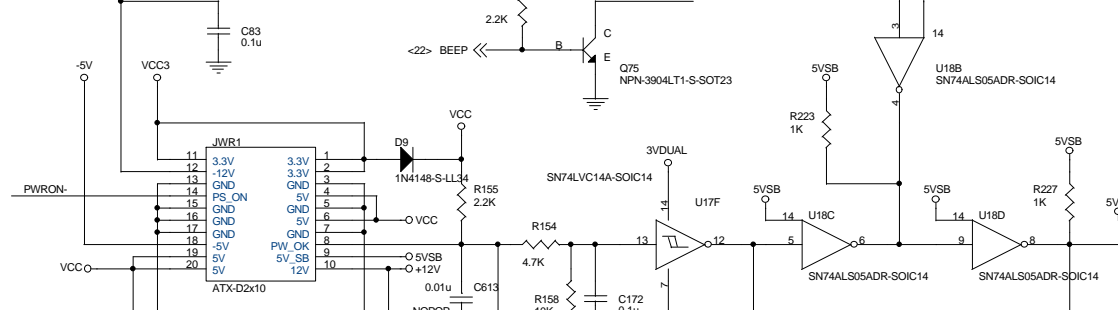 2.2K
C83
0.1u
<22> BEEP
B
C
E
Q75
NPN-3904LT1-S-SOT23
3
14
U18B
SN74ALS05ADR-SOIC14
4
-5V
VCC3
5VSB
R223
1K
VCC
JWR1
D9
1N4148-S-LL34
11 3.3V 3.3V 1
12 -12V 3.3V 2
13 GND GND 3
14 PS_ON 5V 4
15 GND GND 5
16 GND 5V 6
17 GND GND 7
18 -5V PW_OK 8
19 5V 5V_SB 9
20 5V 12V 10
ATX-D2x10
PWRON-
VCC
VCC
5VSB
+12V
R155
2.2K
0.01u C613
R154
4.7K
R158
C172
3VDUAL
SN74LVC14A-SOIC14
14
U17F
13
12
7
5VSB
14
U18C
5
6
SN74ALS05ADR-SOIC14
5VSB
14
U18D
9
8
SN74ALS05ADR-SOIC14
5VSB
R227
1K